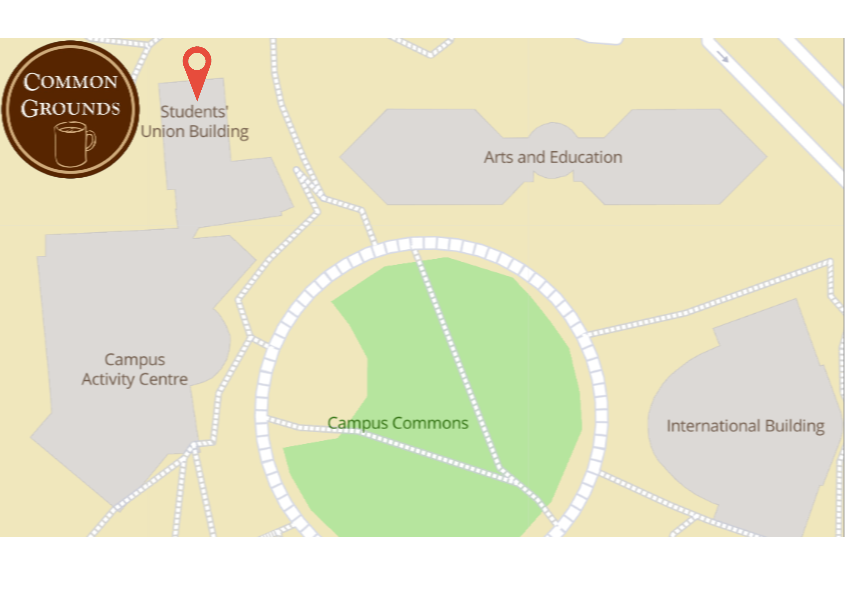 COMMON
GROUNDS
Students'
Union Building
Arts and Education
Campus
Activity Centre
Campus Commons
International Building